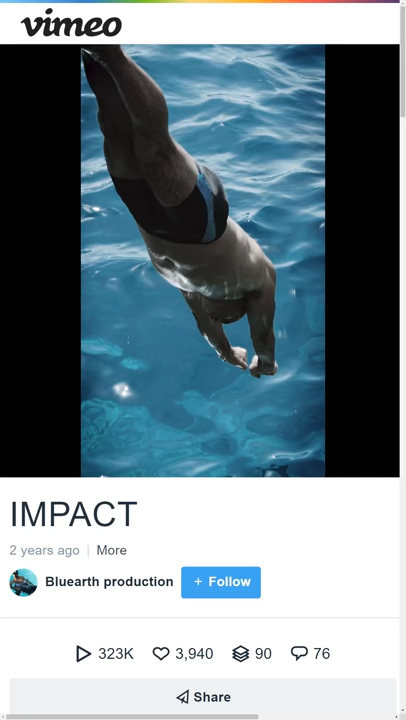 vimeo
IMPACT
2 years ago | More
Bluearth production + Follow
323K 3,940 90 76
Share